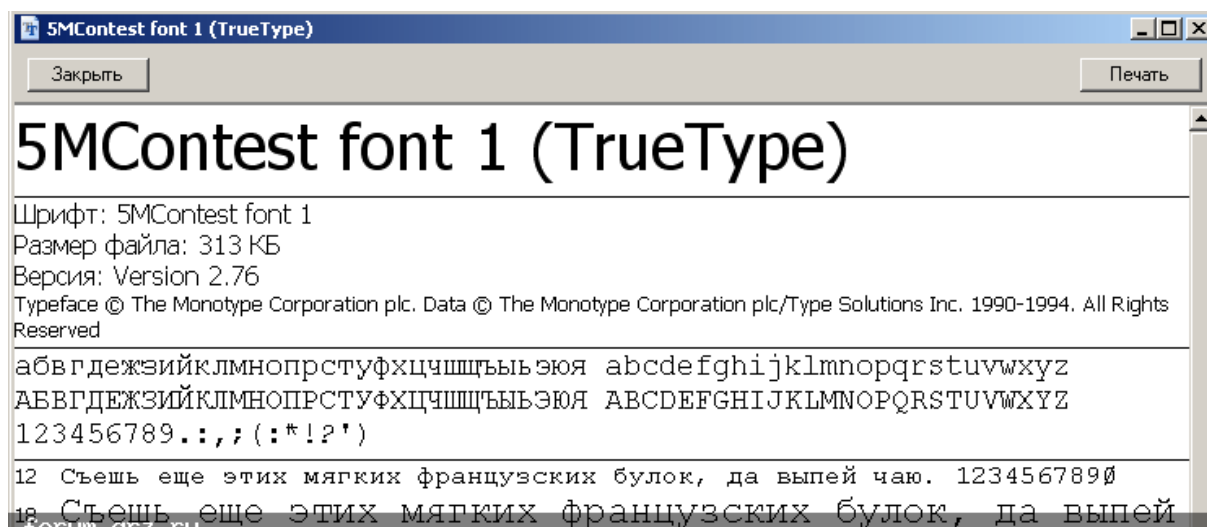 5MContest font 1 (TrueType)
Закрыть
Печать
5MContest font 1 (TrueType)
Шрифт: 5MContest font 1
Размер файла: 313 КБ
Версия: Version 2.76
Typeface © The Monotype Corporation plc. Data © The Monotype Corporation plc/Type Solutions Inc. 1990-1994. All Rights
Reserved
абвгдежзийклмнопрстуфхцчшщъыьэюя abcdefghijklmnopqrstuvwxyz
АБВГДЕЖЗИЙКЛМНОПРСТУФХЦЧШЩЪЫЬЭЮЯ ABCDEFGHIJKLMNOPQRSTUVWXYZ
123456789.:,;(:*!?')
12 Съешь еще этих мягких французских булок, да выпей чаю. 123456789Ø
18 Съешь еще этих мягких французских булок, да выпей